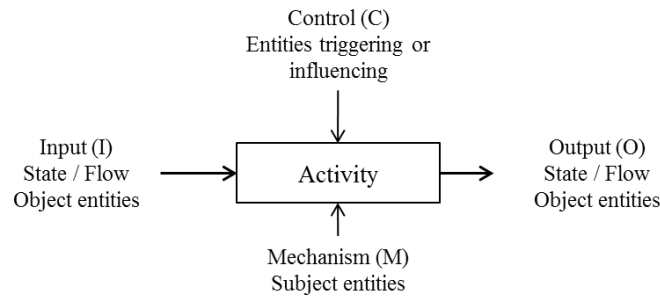 Control (C)
Entities triggering or
influencing
Input (I)
State / Flow
Object entities
Activity
Output (O)
State / Flow
Object entities
Mechanism (M)
Subject entities